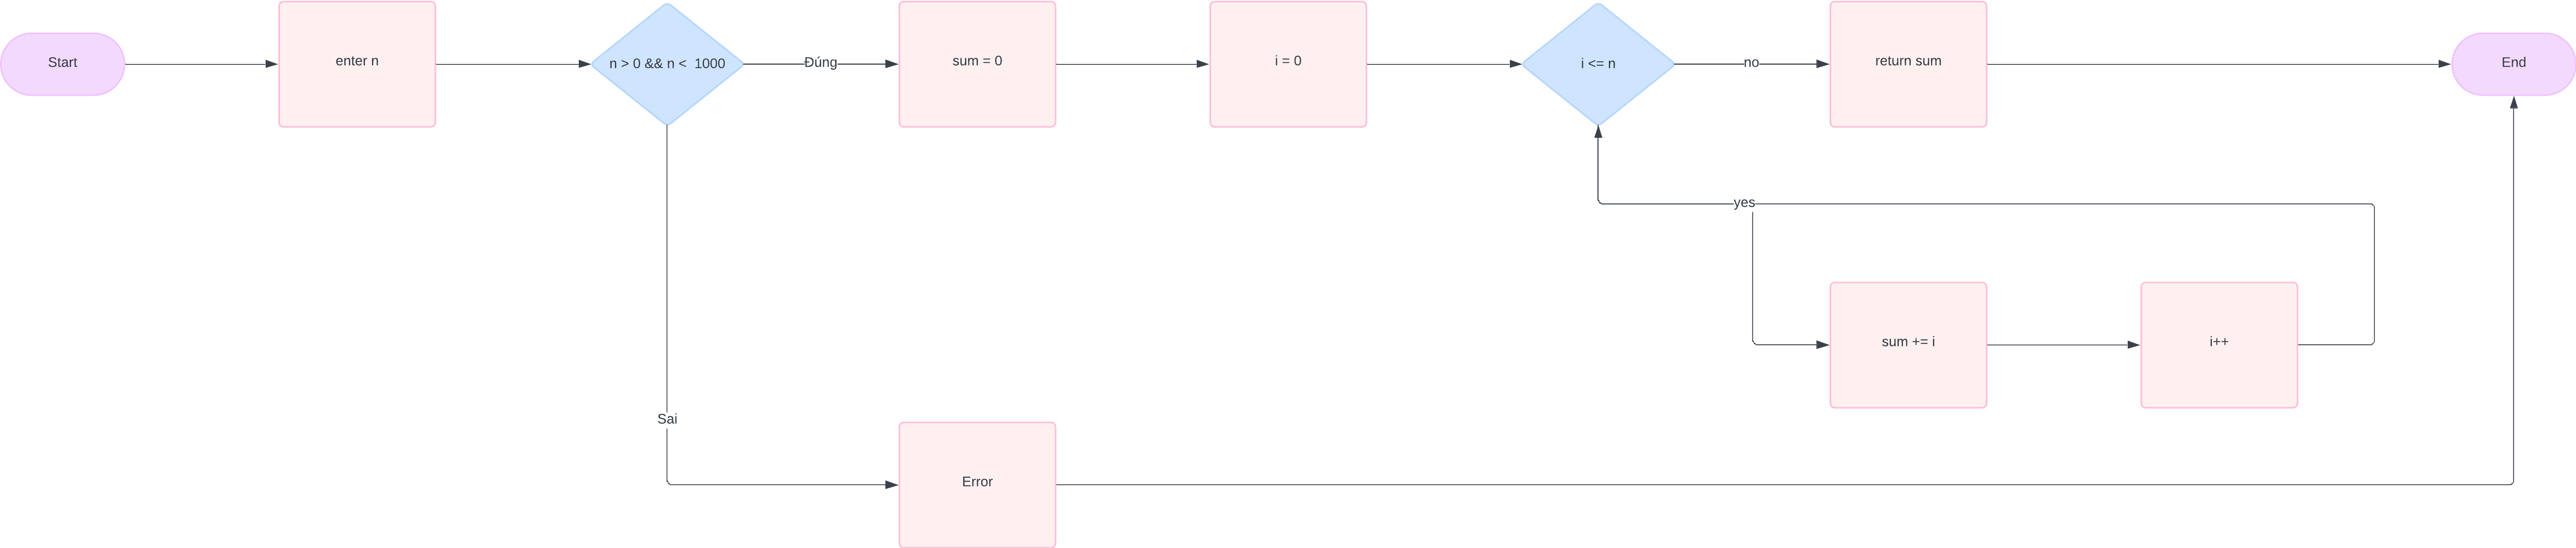 Start
enter n
n > 0 && n < 1000
Đúng
sum = 0
i = 0
i <= n
no
return sum
End
yes
sum += i
i++
Sai
Error